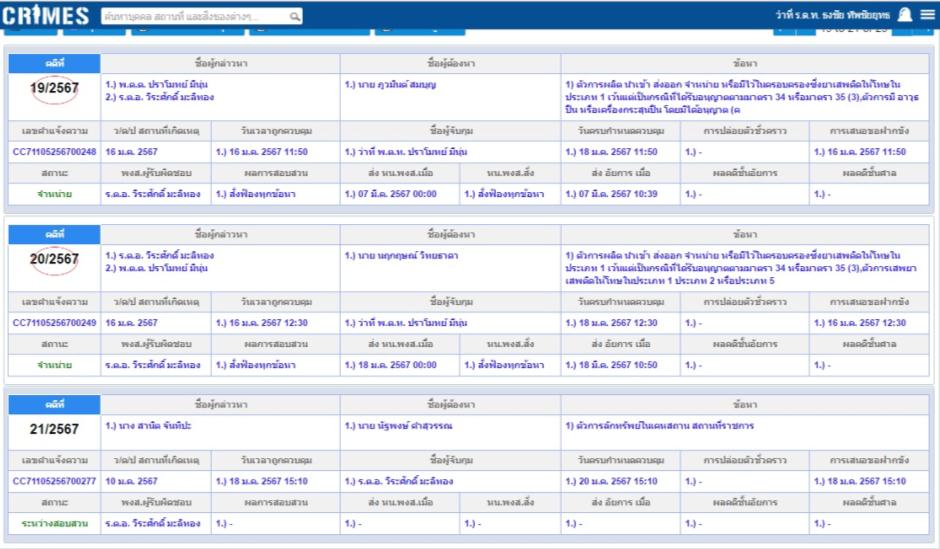 CRIMES
ค้นหาบุคคล สถานที่ และสิ่งของต่างๆ...
ว่าที่ ร.ต.ท. ธงชัย ทัพชัยยุทธ
คดีที่ ชื่อผู้กล่าวหา ชื่อผู้ต้องหา ข้อหา
19/2567 1.) พ.ต.ต. ปราโมทย์ มีนุ่น 1.) นาย ภูวมินต์ สมบุญ 1) ตัวการผลิต นำเข้า ส่งออก จำหน่าย หรือมีไว้ในครอบครองซึ่งยาเสพติดให้โทษใน
2.) ร.ต.อ. วีระศักดิ์ มะลิทอง ประเภท 1 เว้นแต่เป็นกรณีที่ได้รับอนุญาตตามมาตรา 34 หรือมาตรา 35 (3),ตัวการมี อาวุธ
ปืน หรือเครื่องกระสุนปืน โดยมิได้อนุญาต (ค
เลขคำแจ้งความ ว/ด/ป สถานที่เกิดเหตุ วันเวลาถูกควบคุม ชื่อผู้จับกุม วันครบกำหนดควบคุม การปล่อยตัวชั่วคราว การเสนอขอฝากขัง
CC71105256700248 16 ม.ค. 2567 1.) 16 ม.ค. 2567 11:50 1.) ว่าที่ พ.ต.ท. ปราโมทย์ มีนุ่น 1.) 18 ม.ค. 2567 11:50 1.) - 1.) 16 ม.ค. 2567 11:50
สถานะ พงส.ผู้รับผิดชอบ ผลการสอบสวน ส่ง หน.พงส.เมื่อ หน.พงส.สั่ง ส่ง อัยการ เมื่อ ผลคดีชั้นอัยการ ผลคดีชั้นศาล
จำหน่าย ร.ต.อ. วีระศักดิ์ มะลิทอง 1.) สั่งฟ้องทุกข้อหา 1.) 07 มี.ค. 2567 00:00 1.) สั่งฟ้องทุกข้อหา 1.) 07 มี.ค. 2567 10:39 1.) - 1.) -
คดีที่ ชื่อผู้กล่าวหา ชื่อผู้ต้องหา ข้อหา
20/2567 1.) ร.ต.อ. วีระศักดิ์ มะลิทอง 1.) นาย นฤกฤษณ์ วิทยธาดา 1) ตัวการผลิต นำเข้า ส่งออก จำหน่าย หรือมีไว้ในครอบครองซึ่งยาเสพติดให้โทษใน
2.) พ.ต.ต. ปราโมทย์ มีนุ่น ประเภท 1 เว้นแต่เป็นกรณีที่ได้รับอนุญาตตามมาตรา 34 หรือมาตรา 35 (3),ตัวการเสพยา
เสพติดให้โทษในประเภท 1 ประเภท 2 หรือประเภท 5
เลขคำแจ้งความ ว/ด/ป สถานที่เกิดเหตุ วันเวลาถูกควบคุม ชื่อผู้จับกุม วันครบกำหนดควบคุม การปล่อยตัวชั่วคราว การเสนอขอฝากขัง
CC71105256700249 16 ม.ค. 2567 1.) 16 ม.ค. 2567 12:30 1.) ว่าที่ พ.ต.ท. ปราโมทย์ มีนุ่น 1.) 18 ม.ค. 2567 12:30 1.) - 1.) 16 ม.ค. 2567 12:30
สถานะ พงส.ผู้รับผิดชอบ ผลการสอบสวน ส่ง หน.พงส.เมื่อ หน.พงส.สั่ง ส่ง อัยการ เมื่อ ผลคดีชั้นอัยการ ผลคดีชั้นศาล
จำหน่าย ร.ต.อ. วีระศักดิ์ มะลิทอง 1.) สั่งฟ้องทุกข้อหา 1.) 18 ม.ค. 2567 00:00 1.) สั่งฟ้องทุกข้อหา 1.) 18 มี.ค. 2567 10:50 1.) - 1.) -
คดีที่ ชื่อผู้กล่าวหา ชื่อผู้ต้องหา ข้อหา
21/2567 1.) นาง สานิต จันทิปะ 1.) นาย นัฐพงษ์ คำสุวรรณ 1) ตัวการลักทรัพย์ในเคหสถาน สถานที่ราชการ
เลขคำแจ้งความ ว/ด/ป สถานที่เกิดเหตุ วันเวลาถูกควบคุม ชื่อผู้จับกุม วันครบกำหนดควบคุม การปล่อยตัวชั่วคราว การเสนอขอฝากขัง
CC71105256700277 10 ม.ค. 2567 1.) 18 ม.ค. 2567 15:10 1.) ร.ต.อ. วีระศักดิ์ มะลิทอง 1.) 20 ม.ค. 2567 15:10 1.) - 1.) 18 ม.ค. 2567 15:10
สถานะ พงส.ผู้รับผิดชอบ ผลการสอบสวน ส่ง หน.พงส.เมื่อ หน.พงส.สั่ง ส่ง อัยการ เมื่อ ผลคดีชั้นอัยการ ผลคดีชั้นศาล
ระหว่างสอบสวน ร.ต.อ. วีระศักดิ์ มะลิทอง 1.) - 1.) - 1.) - 1.) - 1.) - 1.) -